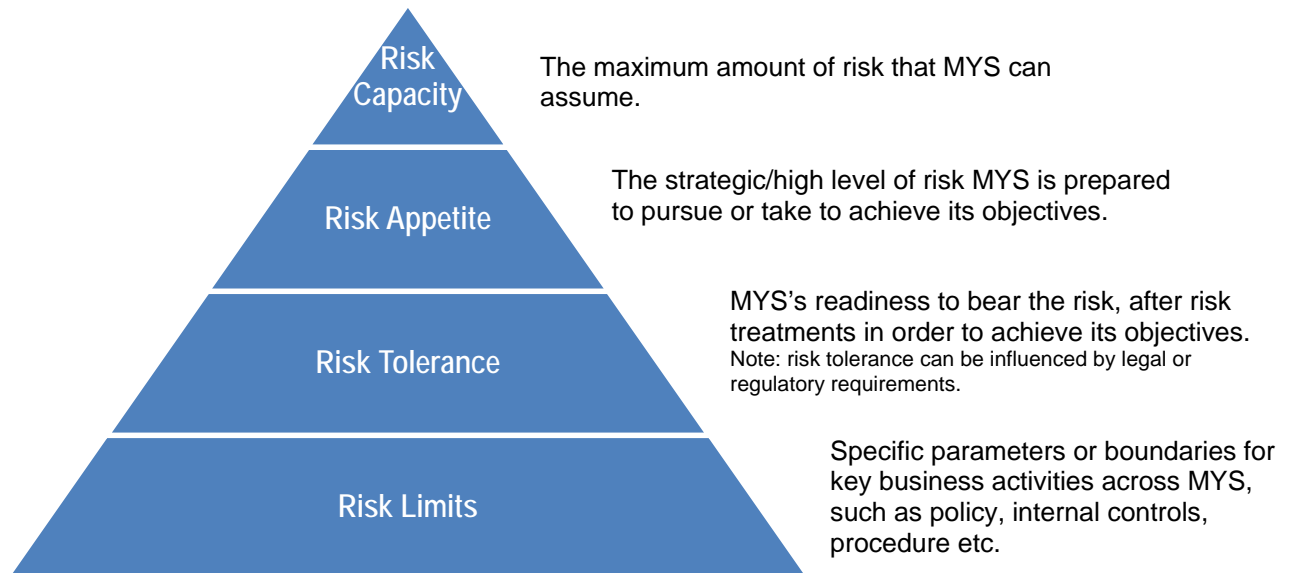 Risk
Capacity
The maximum amount of risk that MYS can
assume.
Risk Appetite
The strategic/high level of risk MYS is prepared
to pursue or take to achieve its objectives.
Risk Tolerance
MYS's readiness to bear the risk, after risk
treatments in order to achieve its objectives.
Note: risk tolerance can be influenced by legal or
regulatory requirements.
Risk Limits
Specific parameters or boundaries for
key business activities across MYS,
such as policy, internal controls,
procedure etc.